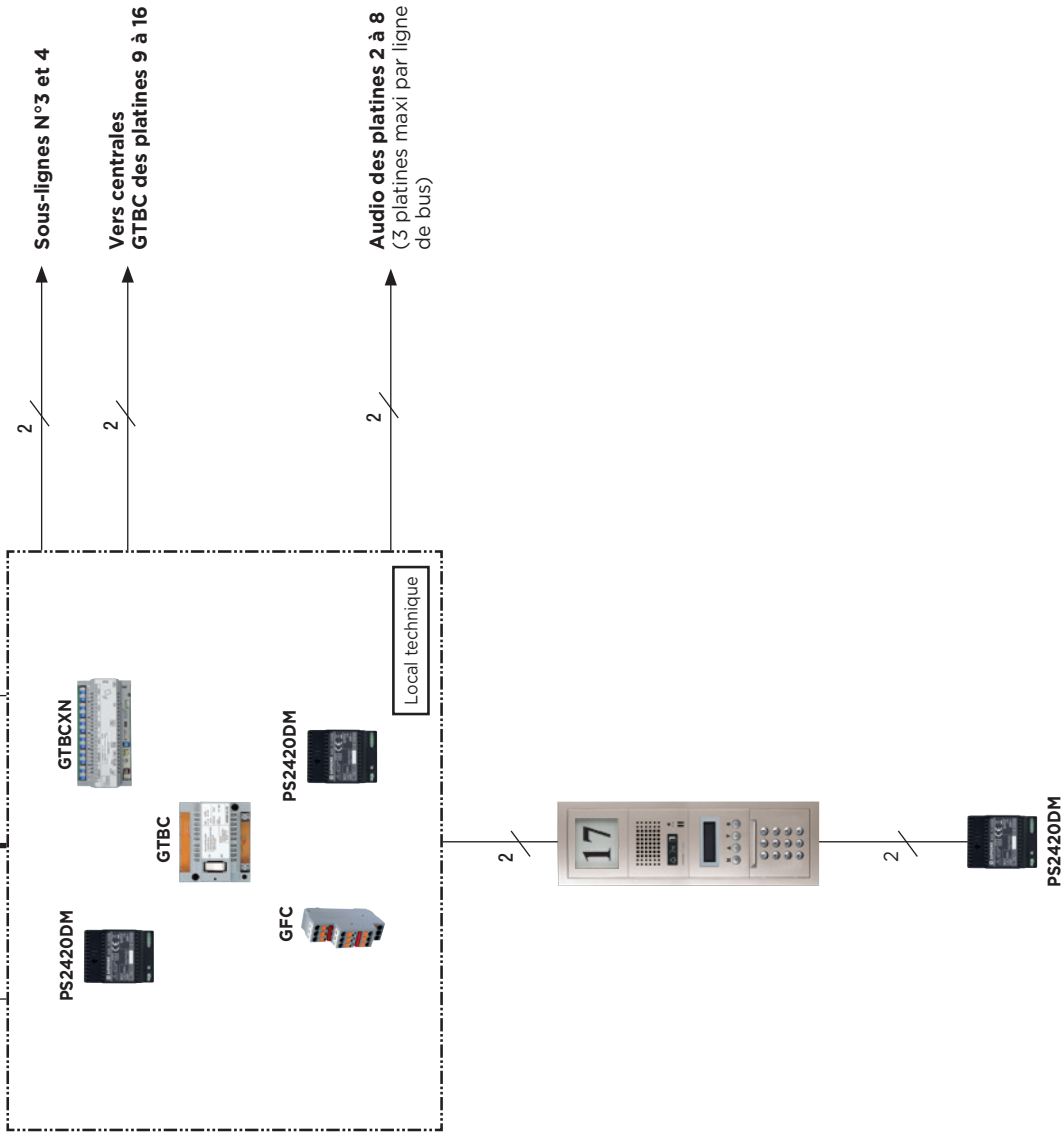 2
Sous-lignes N°3 et 4
2
Vers centrales
GTBC des platines 9 à 16
2
Audio des platines 2 à 8
(3 platines maxi par ligne
de bus)
GTBCXN
PS2420DM
GTBC
PS2420DM
GFC
Local technique
2
17
2
PS2420DM